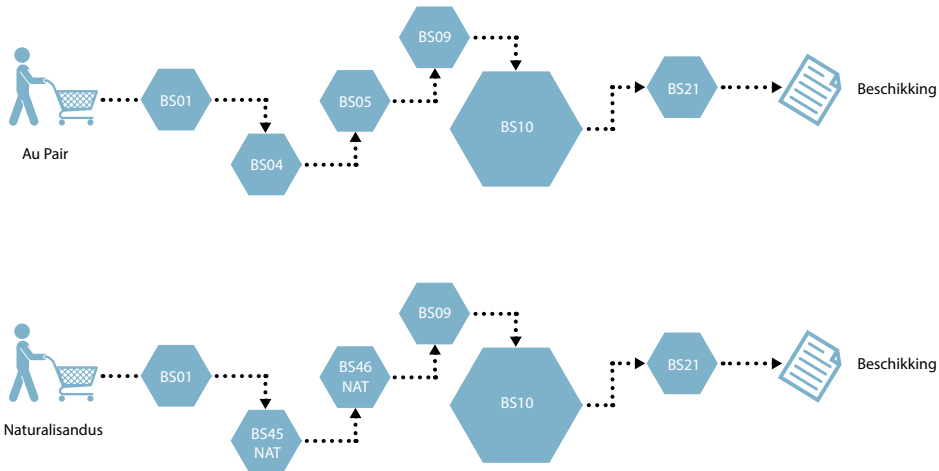 Au Pair
BS01
BS04
BS05
BS09
BS10
BS21
Beschikking
Naturalisandus
BS01
BS45
NAT
BS46
NAT
BS09
BS10
BS21
Beschikking